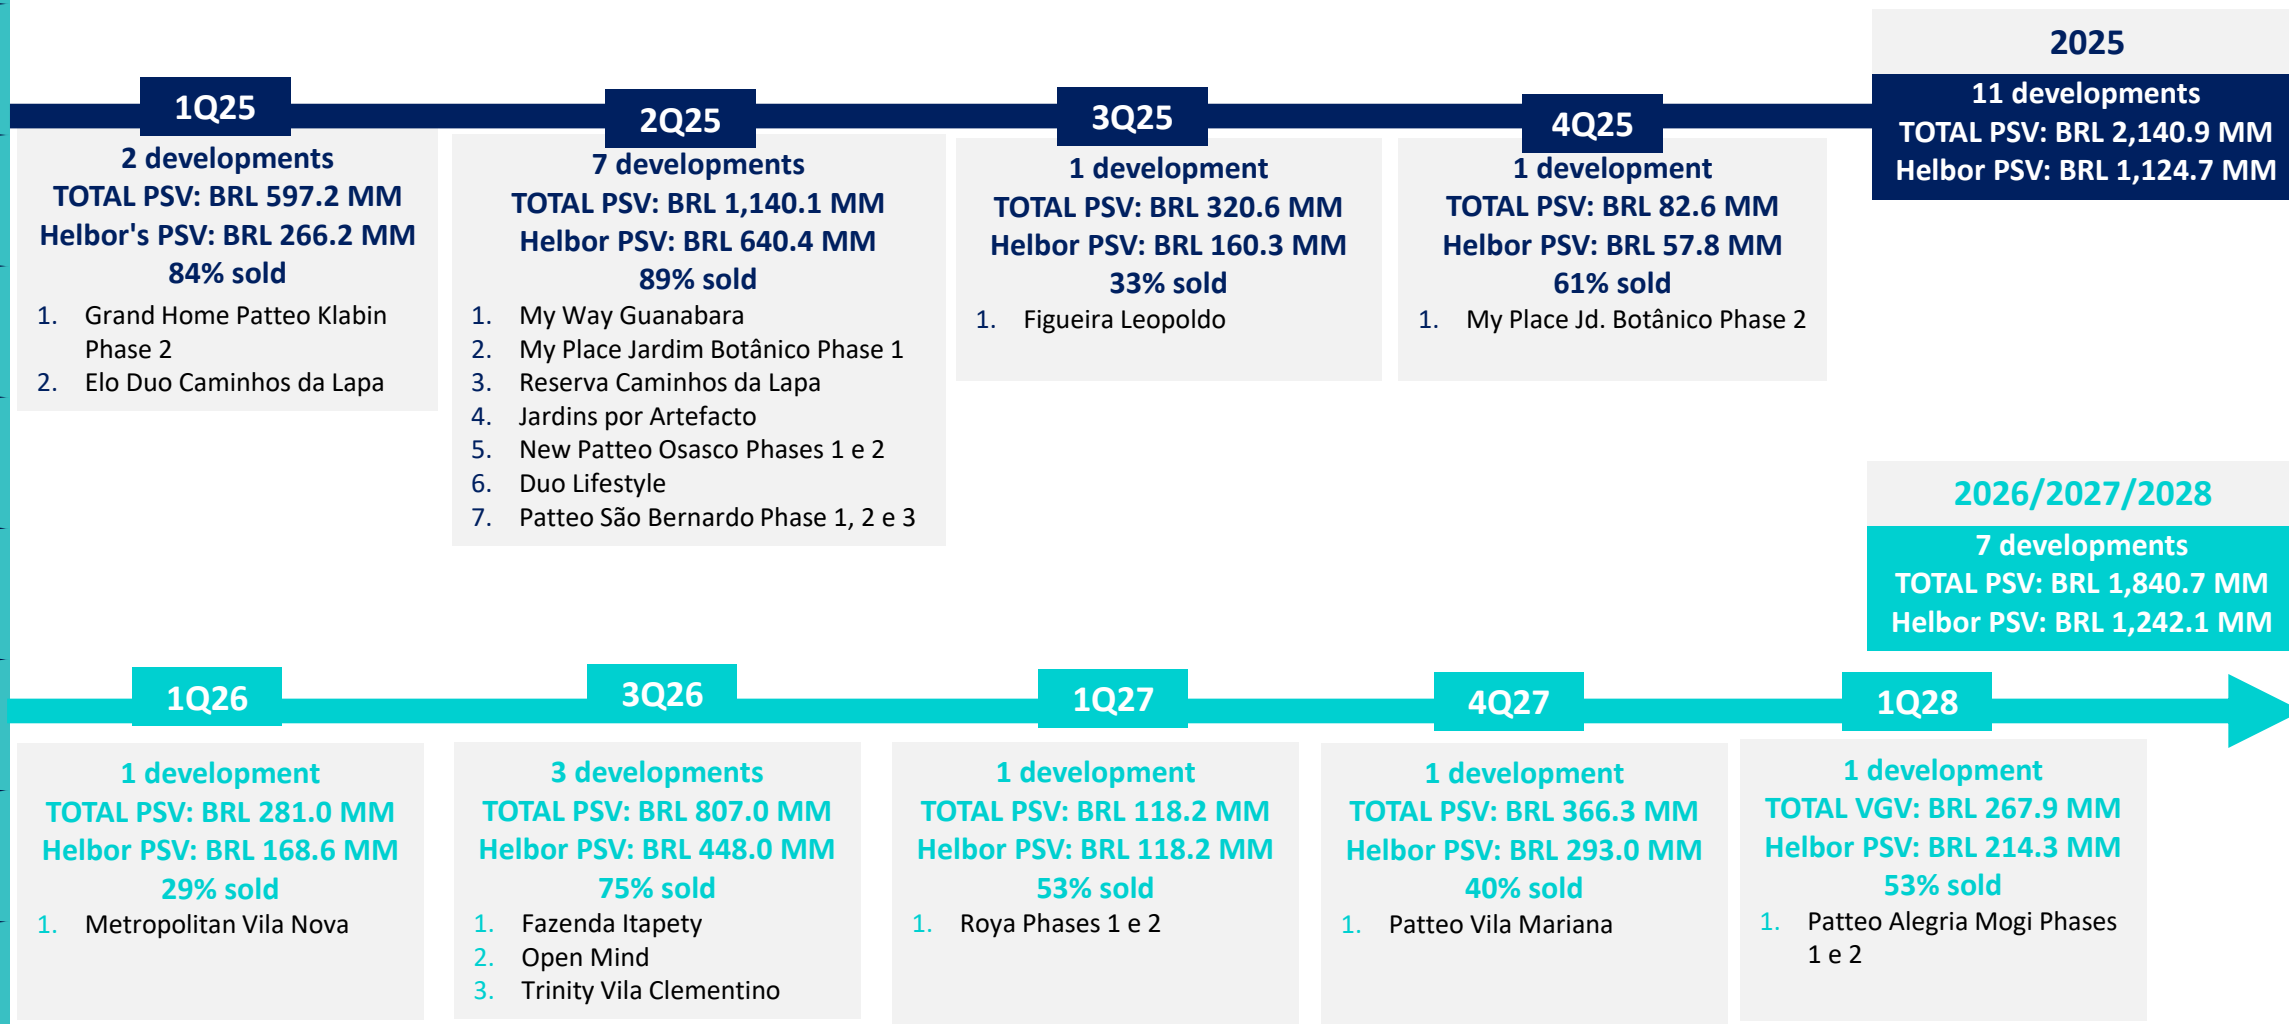 2025
11 developments
TOTAL PSV: BRL 2,140.9 MM
Helbor PSV: BRL 1,124.7 MM
1Q25
2 developments
TOTAL PSV: BRL 597.2 MM
Helbor's PSV: BRL 266.2 MM
84% sold
1. Grand Home Patteo Klabin
Phase 2
2. Elo Duo Caminhos da Lapa
2Q25
7 developments
TOTAL PSV: BRL 1,140.1 MM
Helbor PSV: BRL 640.4 MM
89% sold
1. My Way Guanabara
2. My Place Jardim Botânico Phase 1
3. Reserva Caminhos da Lapa
4. Jardins por Artefacto
5. New Patteo Osasco Phases 1 e 2
6. Duo Lifestyle
7. Patteo São Bernardo Phase 1, 2 e 3
3Q25
1 development
TOTAL PSV: BRL 320.6 MM
Helbor PSV: BRL 160.3 MM
33% sold
1. Figueira Leopoldo
4Q25
1 development
TOTAL PSV: BRL 82.6 MM
Helbor PSV: BRL 57.8 MM
61% sold
1. My Place Jd. Botânico Phase 2
2026/2027/2028
7 developments
TOTAL PSV: BRL 1,840.7 MM
Helbor PSV: BRL 1,242.1 MM
1Q26
1 development
TOTAL PSV: BRL 281.0 MM
Helbor PSV: BRL 168.6 MM
29% sold
1. Metropolitan Vila Nova
3Q26
3 developments
TOTAL PSV: BRL 807.0 MM
Helbor PSV: BRL 448.0 MM
75% sold
1. Fazenda Itapety
2. Open Mind
3. Trinity Vila Clementino
1Q27
1 development
TOTAL PSV: BRL 118.2 MM
Helbor PSV: BRL 118.2 MM
53% sold
1. Roya Phases 1 e 2
4Q27
1 development
TOTAL PSV: BRL 366.3 MM
Helbor PSV: BRL 293.0 MM
40% sold
1. Patteo Vila Mariana
1Q28
1 development
TOTAL VGV: BRL 267.9 MM
Helbor PSV: BRL 214.3 MM
53% sold
1. Patteo Alegria Mogi Phases
1 e 2